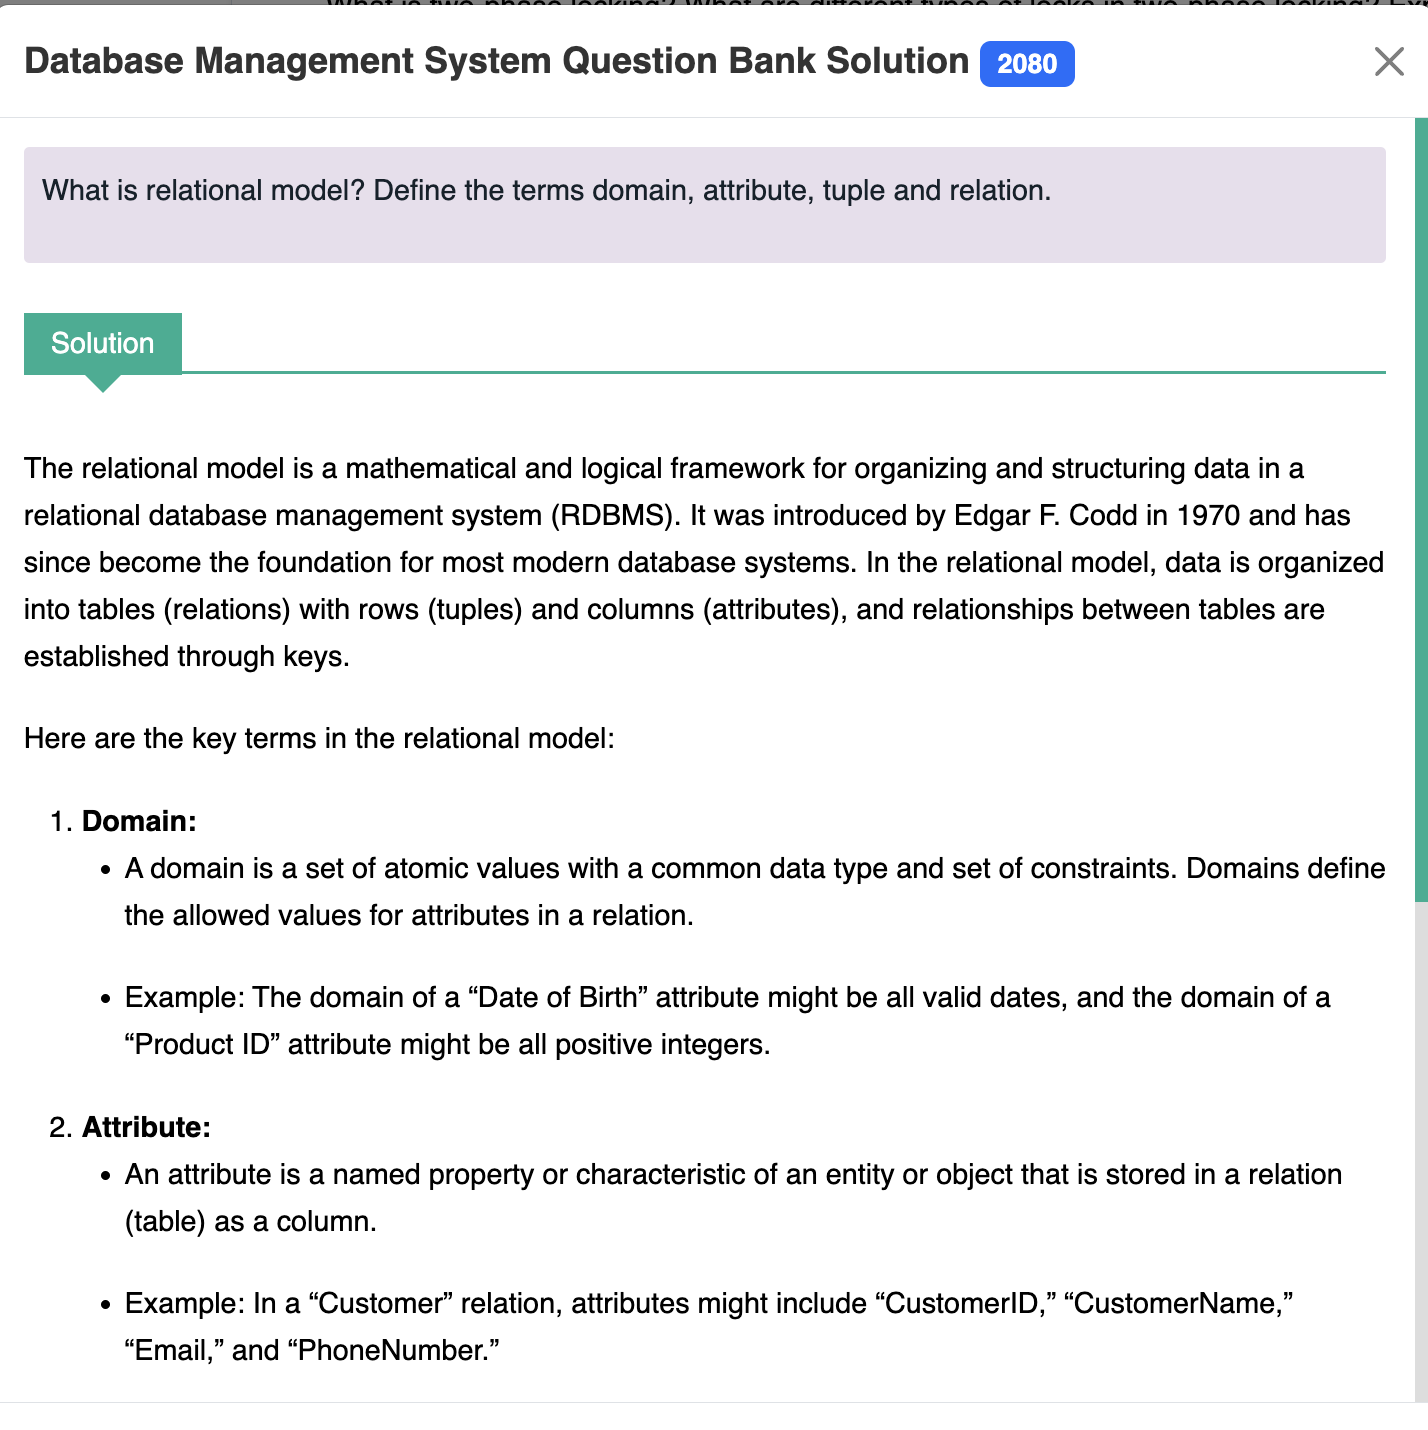 Database Management System Question Bank Solution 2080
What is relational model? Define the terms domain, attribute, tuple and relation.
Solution
The relational model is a mathematical and logical framework for organizing and structuring data in a
relational database management system (RDBMS). It was introduced by Edgar F. Codd in 1970 and has
since become the foundation for most modern database systems. In the relational model, data is organized
into tables (relations) with rows (tuples) and columns (attributes), and relationships between tables are
established through keys.
Here are the key terms in the relational model:
1. Domain:
• A domain is a set of atomic values with a common data type and set of constraints. Domains define
the allowed values for attributes in a relation.
• Example: The domain of a “Date of Birth” attribute might be all valid dates, and the domain of a
“Product ID” attribute might be all positive integers.
2. Attribute:
• An attribute is a named property or characteristic of an entity or object that is stored in a relation
(table) as a column.
• Example: In a “Customer” relation, attributes might include “CustomerID,” “CustomerName,”
“Email,” and “PhoneNumber.”